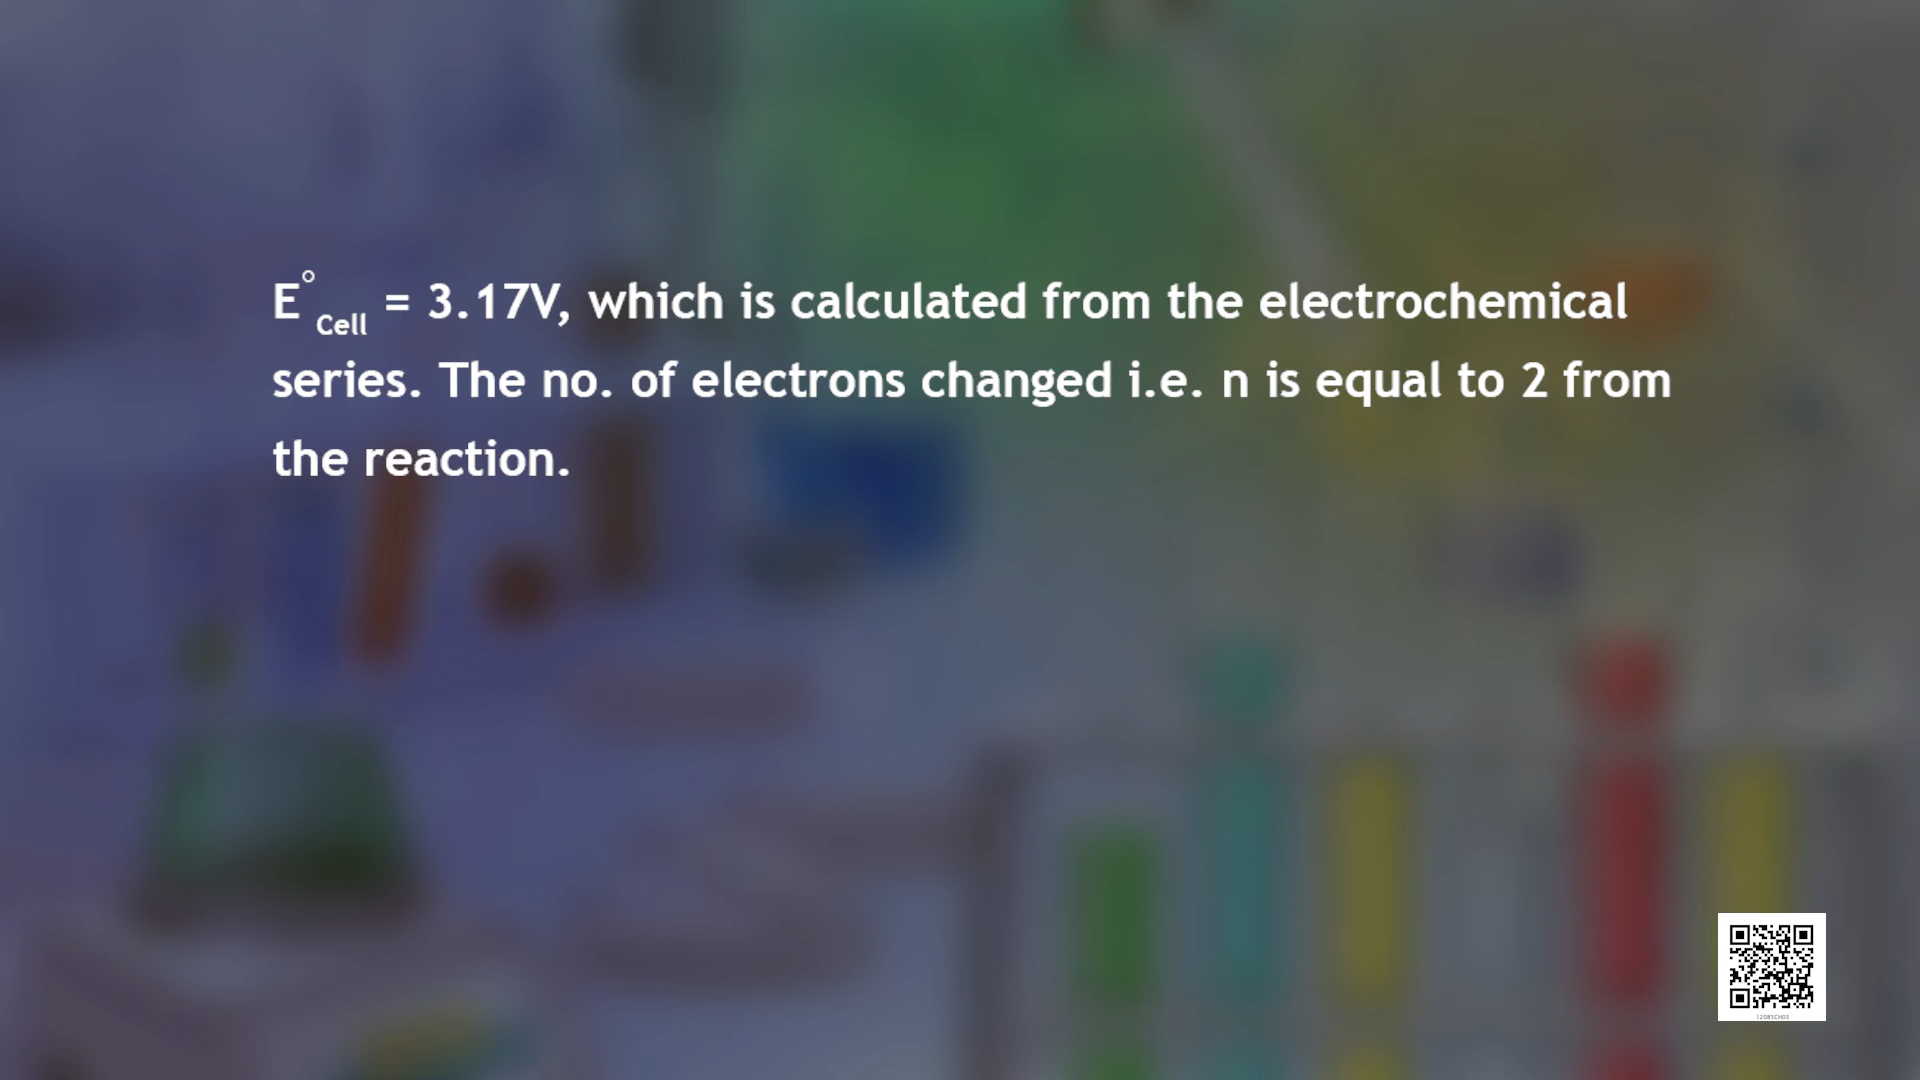 E°Cell = 3.17V, which is calculated from the electrochemical
series. The no. of electrons changed i.e. n is equal to 2 from
the reaction.
12085CH03